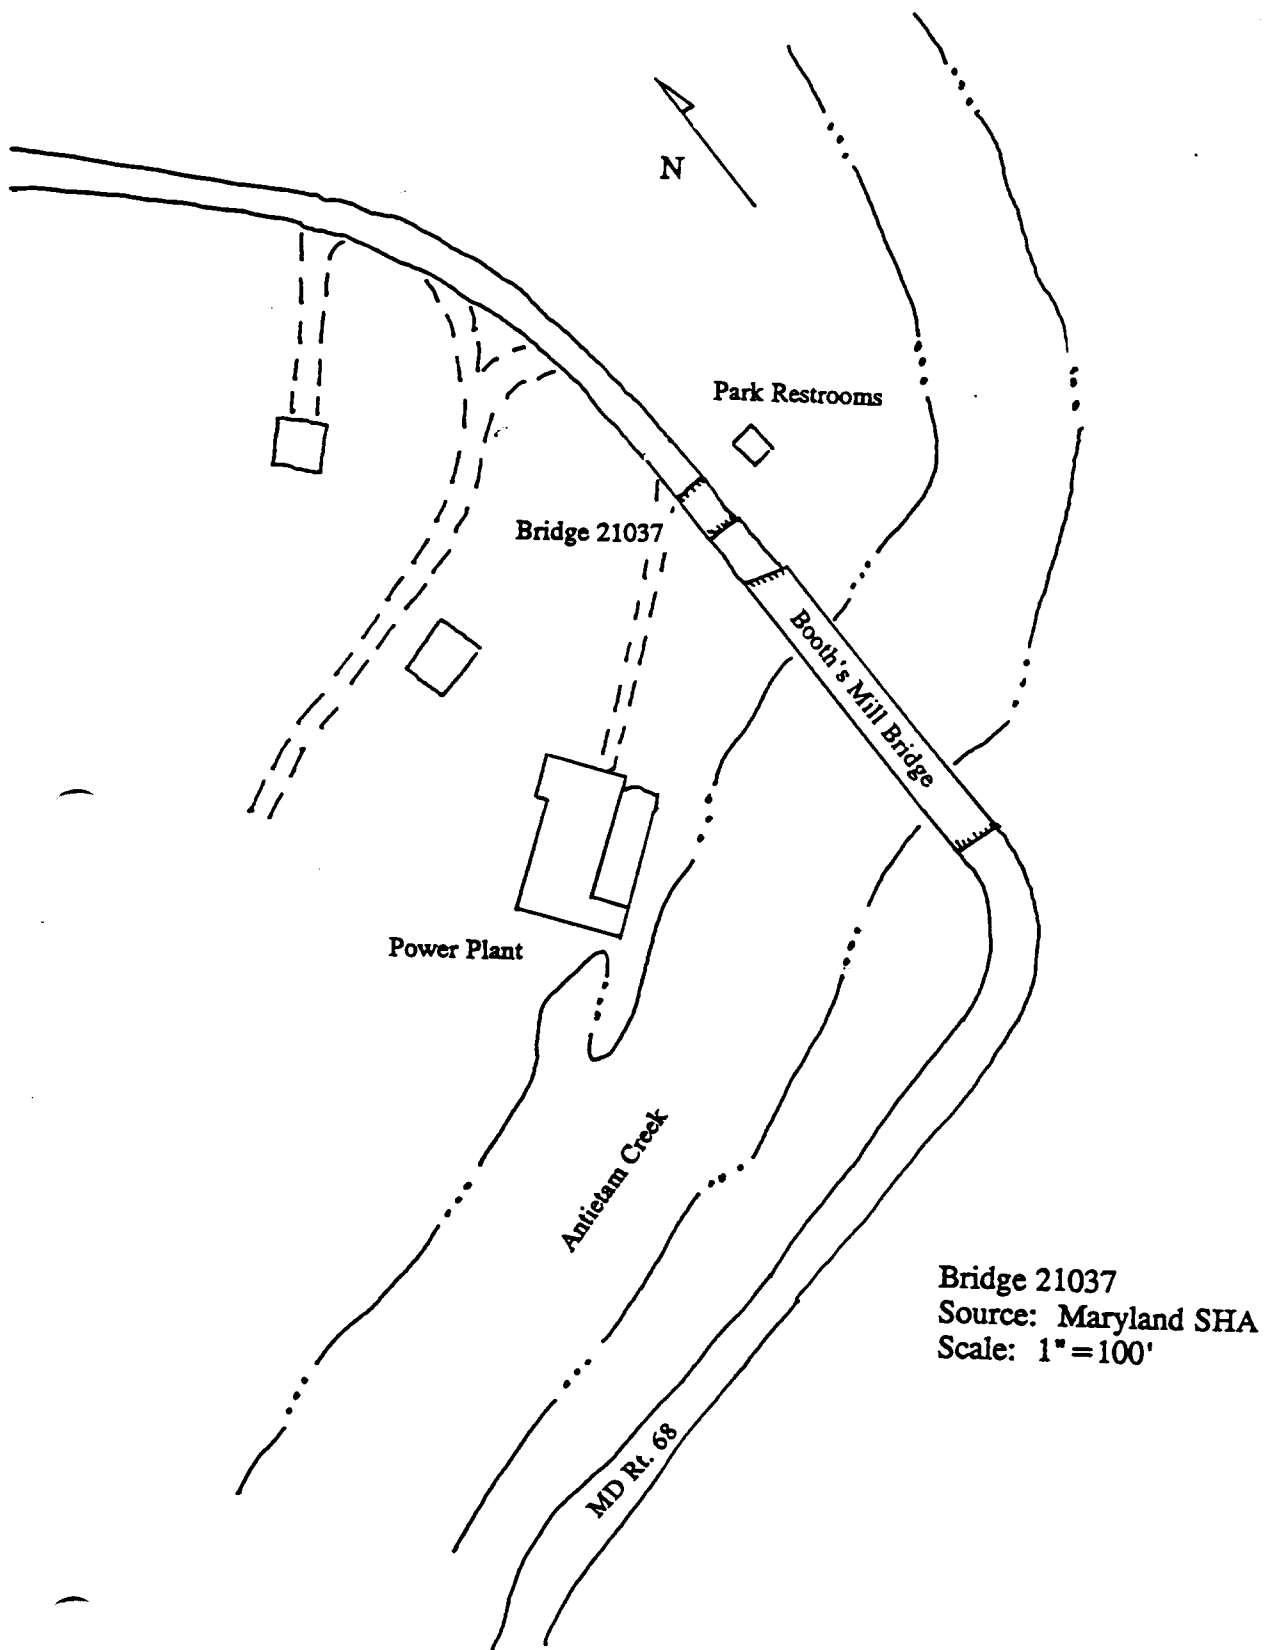 N
Park Restrooms
Bridge 21037
Booth's Mill Bridge
Power Plant
Antietam Creek
Bridge 21037
Source: Maryland SHA
Scale: 1"=100'
MD Rt. 68